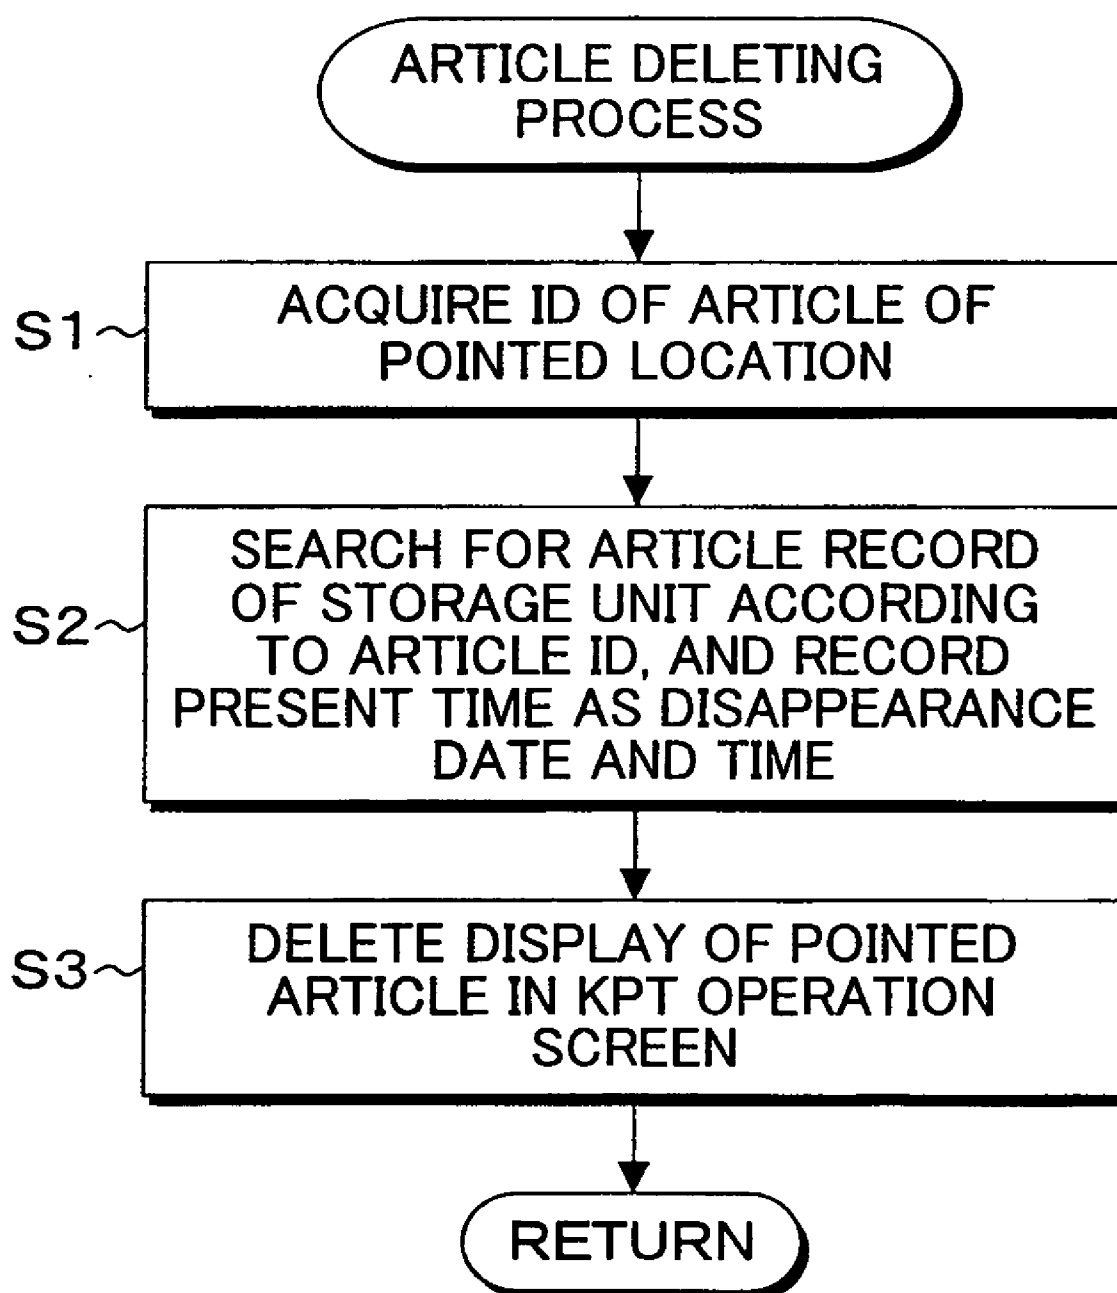 ARTICLE DELETING
PROCESS
S1
ACQUIRE ID OF ARTICLE OF
POINTED LOCATION
S2
SEARCH FOR ARTICLE RECORD
OF STORAGE UNIT ACCORDING
TO ARTICLE ID, AND RECORD
PRESENT TIME AS DISAPPEARANCE
DATE AND TIME
S3
DELETE DISPLAY OF POINTED
ARTICLE IN KPT OPERATION
SCREEN
RETURN